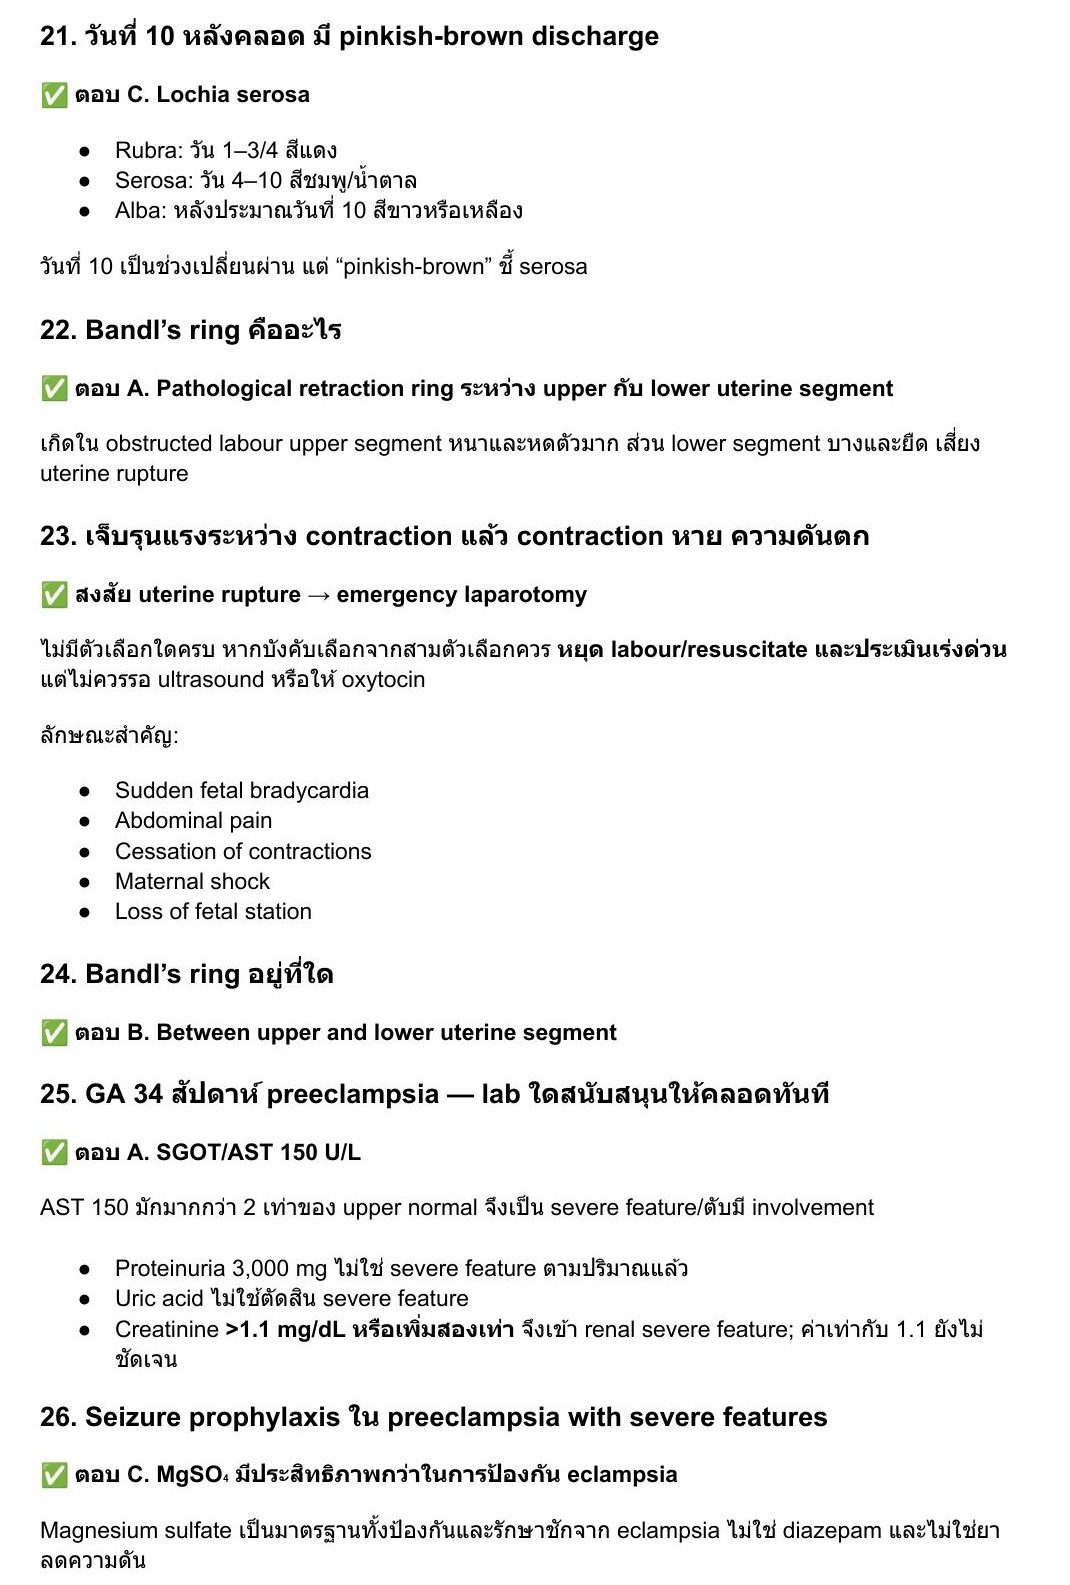 21. วันที่ 10 หลังคลอด มี pinkish-brown discharge
✅ ตอบ C. Lochia serosa
● Rubra: วัน 1–3/4 สีแดง
● Serosa: วัน 4–10 สีชมพู/น้ำตาล
● Alba: หลังประมาณวันที่ 10 สีขาวหรือเหลือง
วันที่ 10 เป็นช่วงเปลี่ยนผ่าน แต่ “pinkish-brown” ชี้ serosa
22. Bandl’s ring คืออะไร
✅ ตอบ A. Pathological retraction ring ระหว่าง upper กับ lower uterine segment
เกิดใน obstructed labour upper segment หนาและหดตัวมาก ส่วน lower segment บางและยืด เสี่ยง
uterine rupture
23. เจ็บรุนแรงระหว่าง contraction แล้ว contraction หาย ความดันตก
✅ สงสัย uterine rupture → emergency laparotomy
ไม่มีตัวเลือกใดครบ หากบังคับเลือกจากสามตัวเลือกควร หยุด labour/resuscitate และประเมินเร่งด่วน
แต่ไม่ควรรอ ultrasound หรือให้ oxytocin
ลักษณะสำคัญ:
● Sudden fetal bradycardia
● Abdominal pain
● Cessation of contractions
● Maternal shock
● Loss of fetal station
24. Bandl’s ring อยู่ที่ใด
✅ ตอบ B. Between upper and lower uterine segment
25. GA 34 สัปดาห์ preeclampsia — lab ใดสนับสนุนให้คลอดทันที
✅ ตอบ A. SGOT/AST 150 U/L
AST 150 มักมากกว่า 2 เท่าของ upper normal จึงเป็น severe feature/ตับมี involvement
● Proteinuria 3,000 mg ไม่ใช่ severe feature ตามปริมาณแล้ว
● Uric acid ไม่ใช้ตัดสิน severe feature
● Creatinine >1.1 mg/dL หรือเพิ่มสองเท่า จึงเข้า renal severe feature; ค่าเท่ากับ 1.1 ยังไม่
ชัดเจน
26. Seizure prophylaxis ใน preeclampsia with severe features
✅ ตอบ C. MgSO₄ มีประสิทธิภาพกว่าในการป้องกัน eclampsia
Magnesium sulfate เป็นมาตรฐานทั้งป้องกันและรักษาชักจาก eclampsia ไม่ใช่ diazepam และไม่ใช่ยา
ลดความดัน